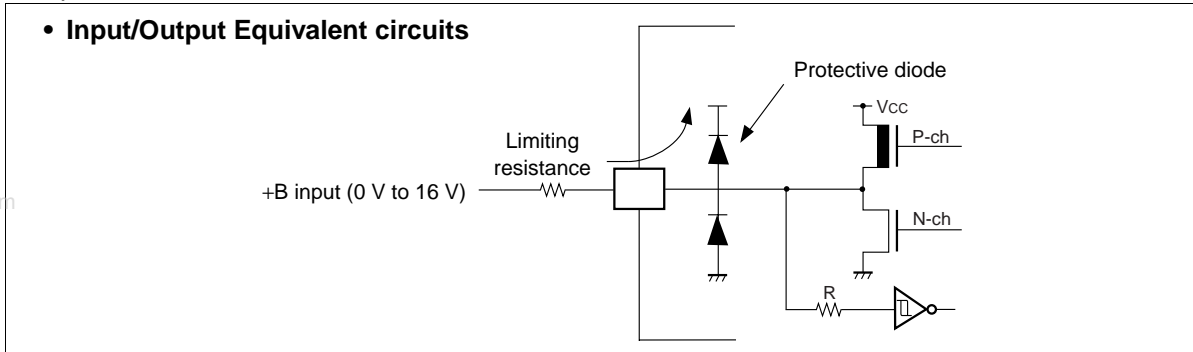 • Input/Output Equivalent circuits
Protective diode
Vcc
P-ch
Limiting
resistance
+B input (0 V to 16 V)
N-ch
R
m